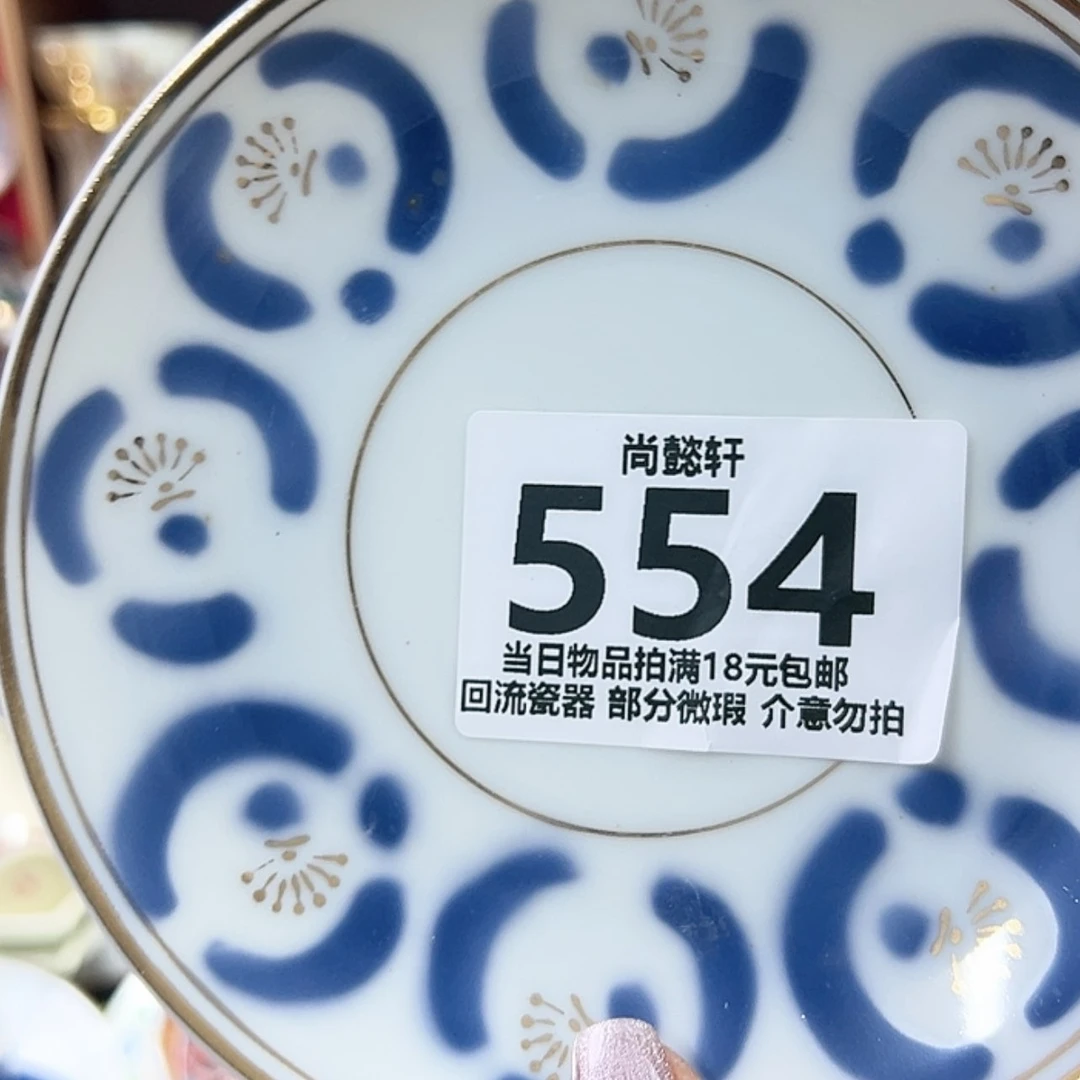 尚懿轩
554
当日物品拍满18元包邮
回流瓷器 部分微瑕 介意勿拍